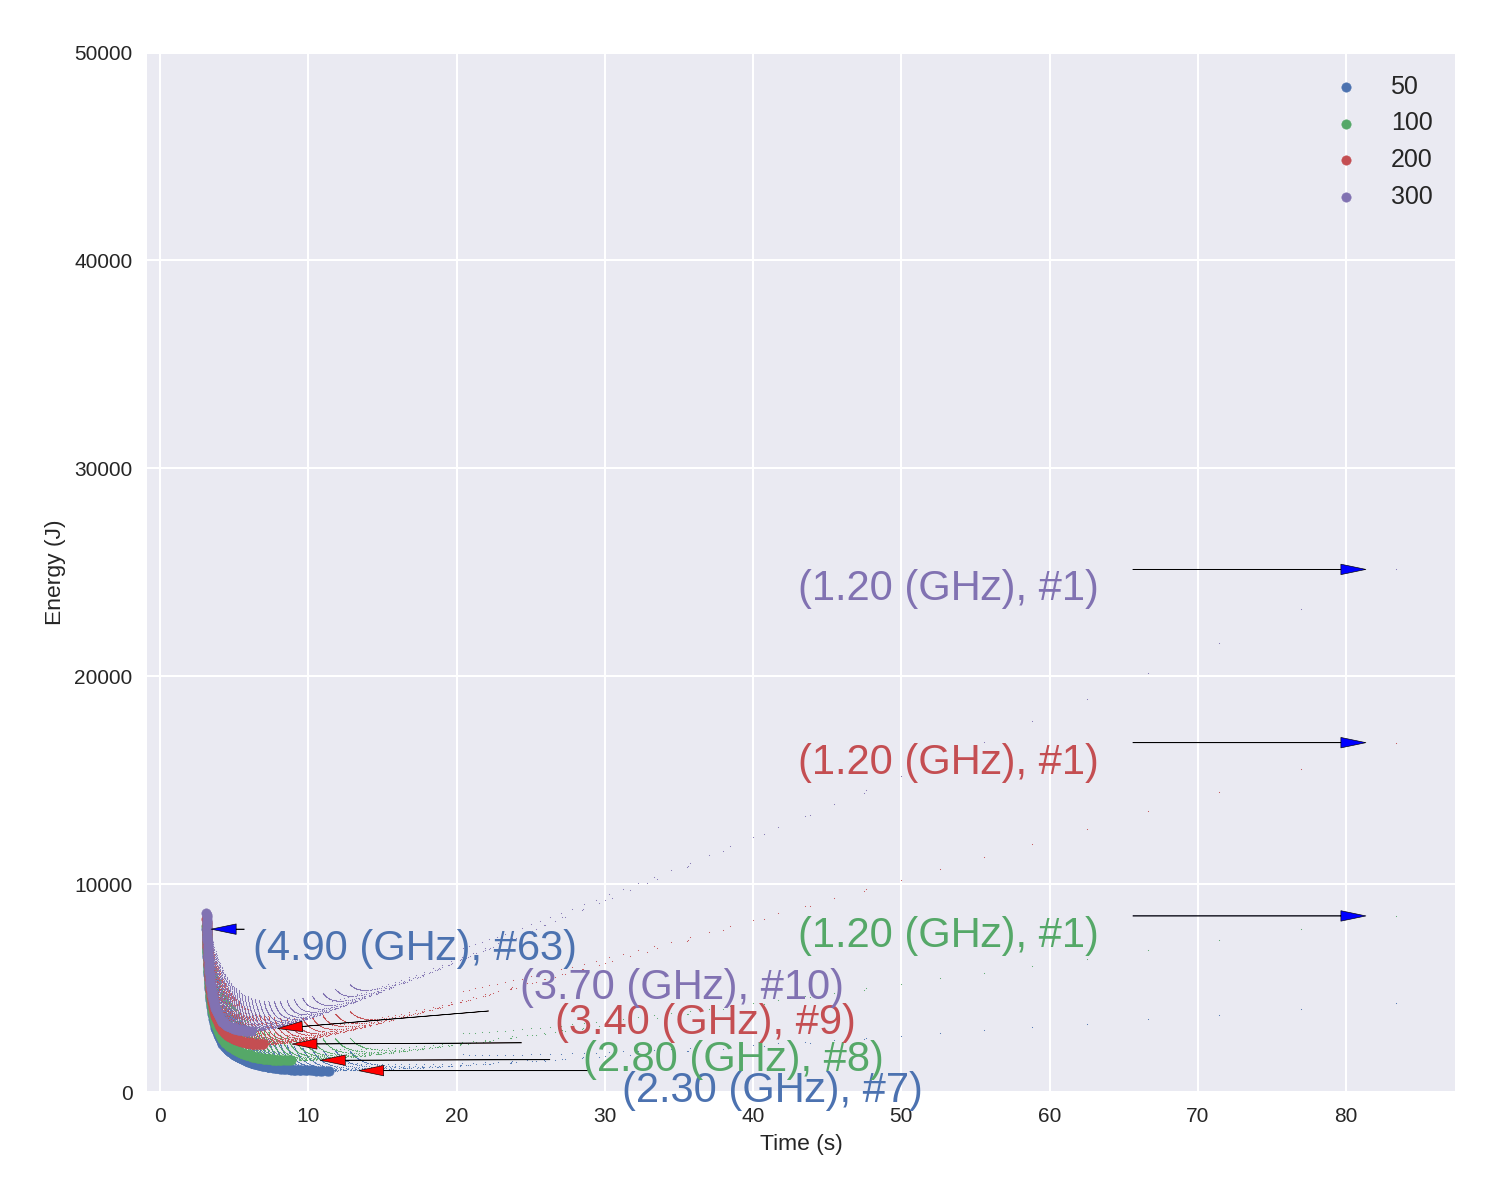 50000
40000
30000
20000
10000
0
Energy (J)
50
100
200
300
(1.20 (GHz), #1)
(1.20 (GHz), #1)
(1.20 (GHz), #1)
(4.90 (GHz), #63)
(3.70 (GHz), #10)
(3.40 (GHz), #9)
(2.80 (GHz), #8)
(2.30 (GHz), #7)
0 10 20 30 40 50 60 70 80
Time (s)